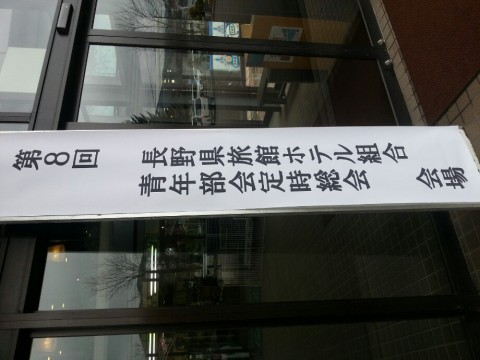 第8回
長野県旅館ホテル組合
青年部会定時総会
会場